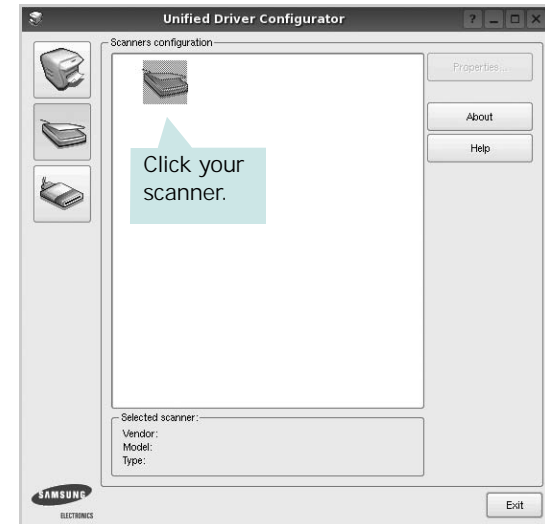 Unified Driver Configurator
Scanners configuration
Properties...
About
Help
Click your
scanner.
Selected scanner:
Vendor:
Model:
Type:
SAMSUNG
ELECTRONICS
Exit